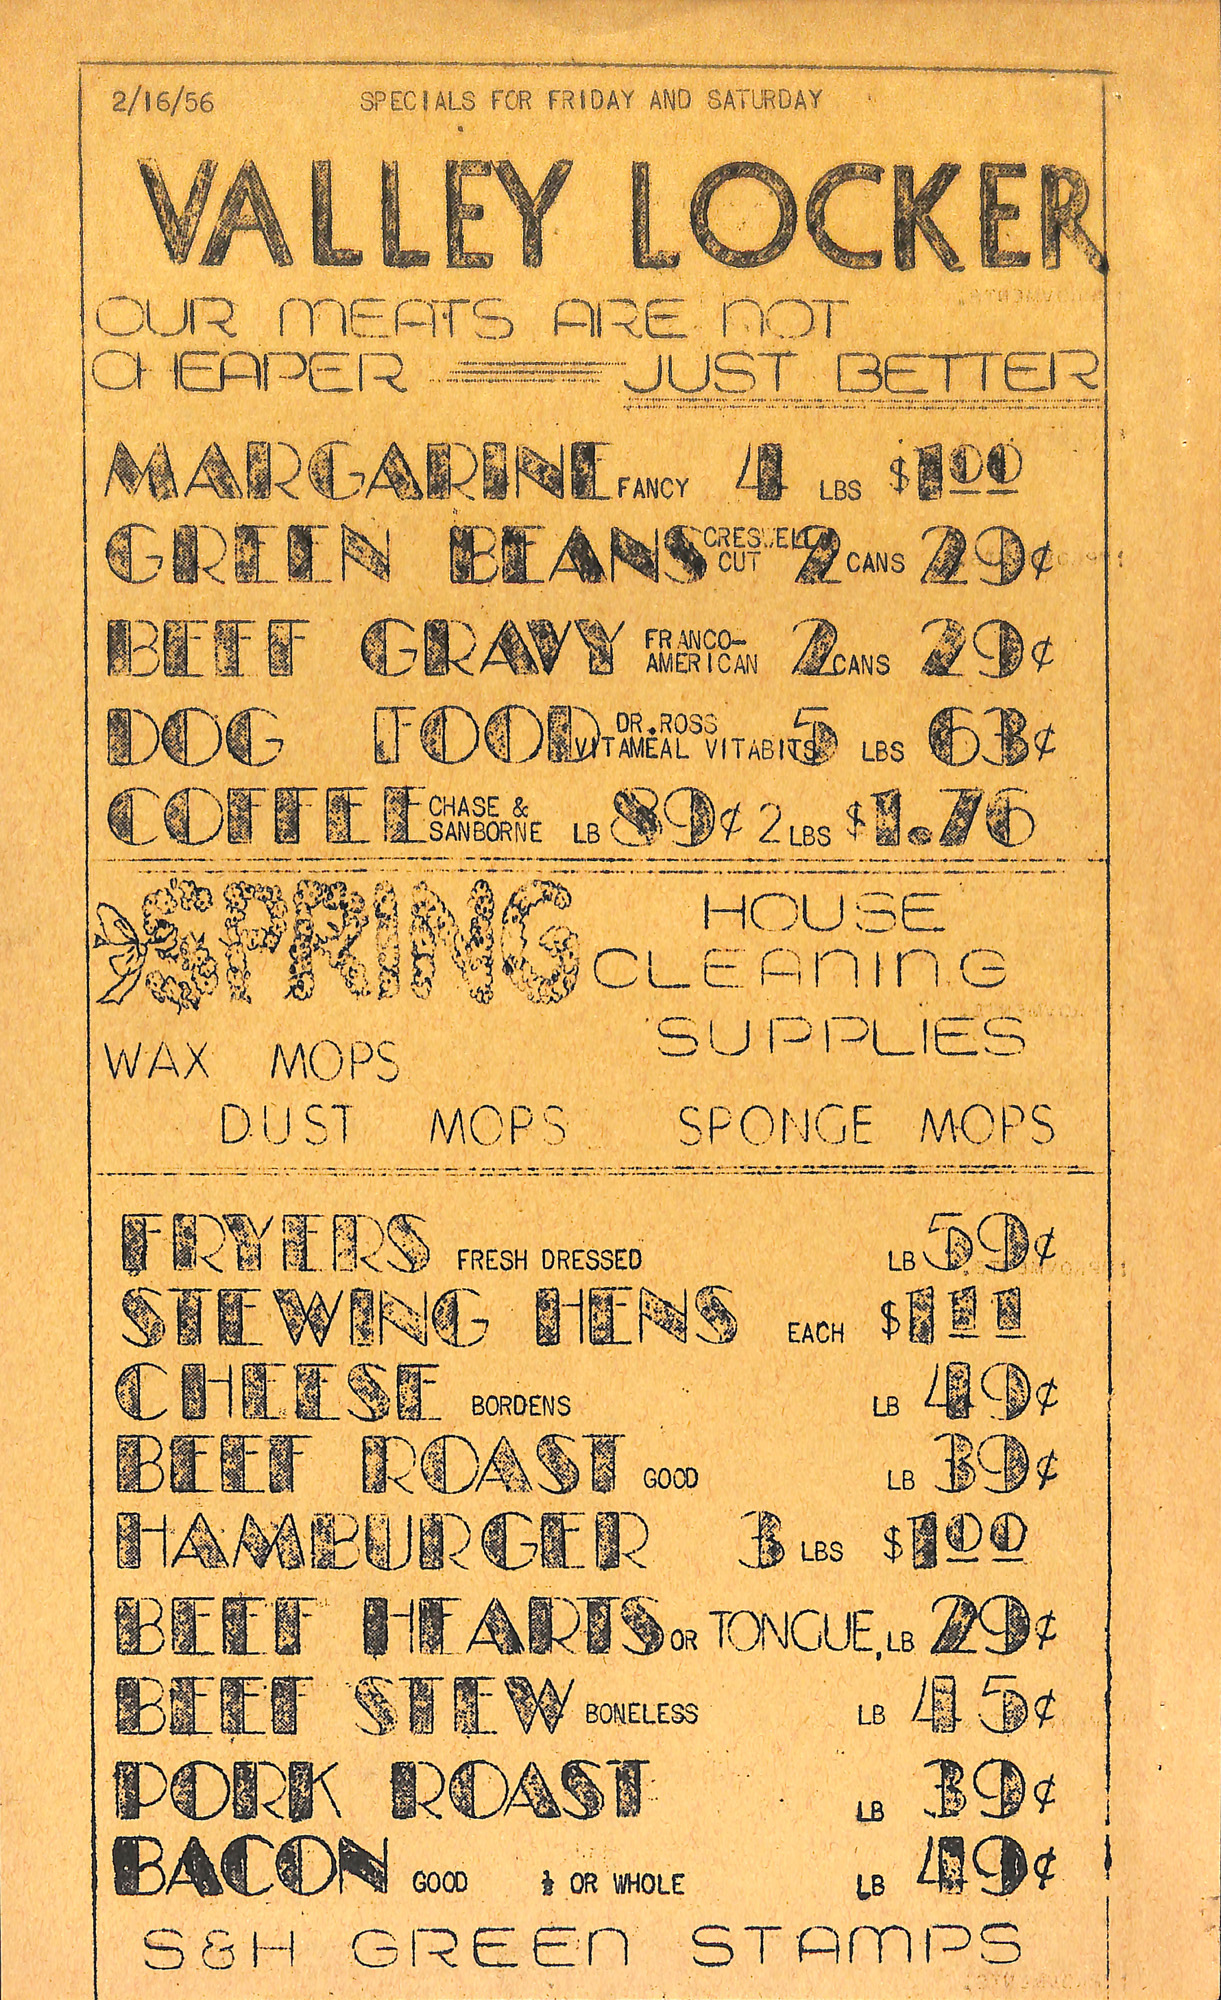 2/16/56 SPECIALS FOR FRIDAY AND SATURDAY
VALLEY LOCKER
OUR MEATS ARE NOT
CHEAPER JUST BETTER
MARGARINE FANCY 4 LBS $1.00
GREEN BEANS CRESWELL CUT 2 CANS 29¢
BEEF GRAVY FRANCO-AMERICAN 2 CANS 29¢
DOG FOOD DR.ROSS VITAMEAL VITABITS 5 LBS 63¢
COFFEE CHASE & SANBORNE LB 89¢ 2 LBS $1.76
SPRING HOUSE
CLEANING
SUPPLIES
WAX MOPS
DUST MOPS SPONGE MOPS
FRYERS FRESH DRESSED LB 59¢
STEWING HENS EACH $1.11
CHEESE BORDENS LB 49¢
BEEF ROAST GOOD LB 39¢
HAMBURGER 3 LBS $1.00
BEEF HEARTS OR TONGUE, LB 29¢
BEEF STEW BONELESS LB 45¢
PORK ROAST LB 39¢
BACON GOOD ½ OR WHOLE LB 49¢
S&H GREEN STAMPS